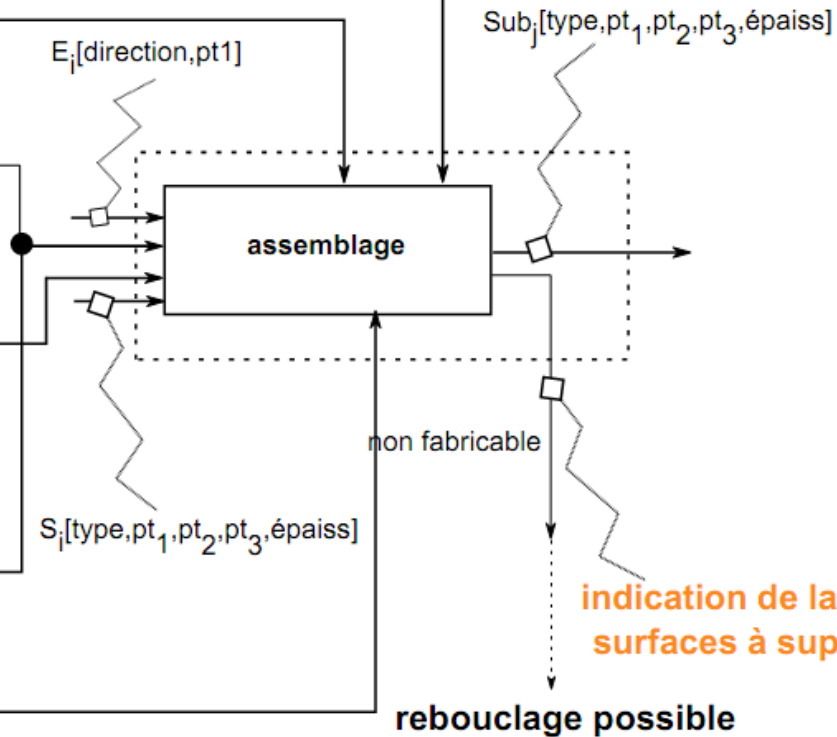 Subj[type,pt1,pt2,pt3,épaiss]
Ei[direction,pt1]
assemblage
non fabricable
Si[type,pt1,pt2,pt3,épaiss]
indication de la
surfaces à sup
rebouclage possible